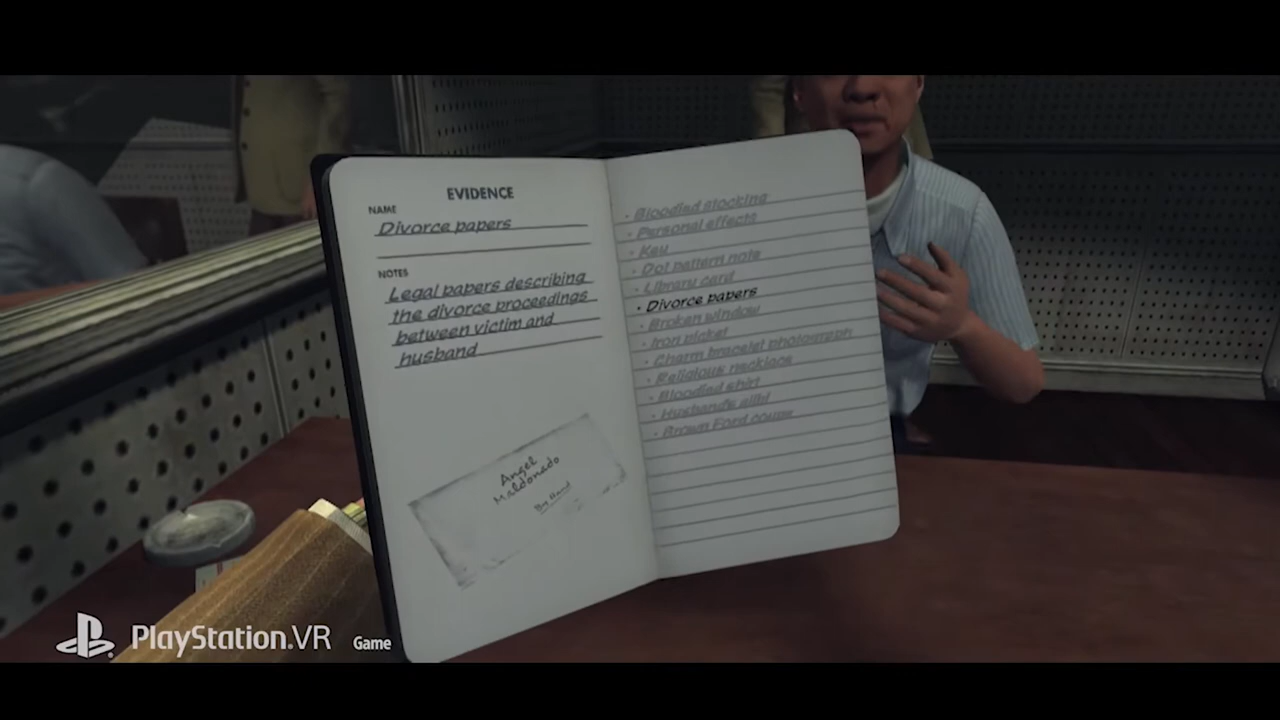 EVIDENCE
NAME
Divorce papers
NOTES
Legal papers describing
the divorce proceedings
between victim and
husband
Angel
Maldonado
By Hand
- Bloodied stocking
- Personal effects
- Key
- Dot pattern note
- Library card
- Divorce papers
- Broken window
- Iron picket
- Charm bracelet photograph
- Religious necklace
- Bloodied shirt
- Husband's alibi
- Brown Ford coupe
PlayStation.VR Game